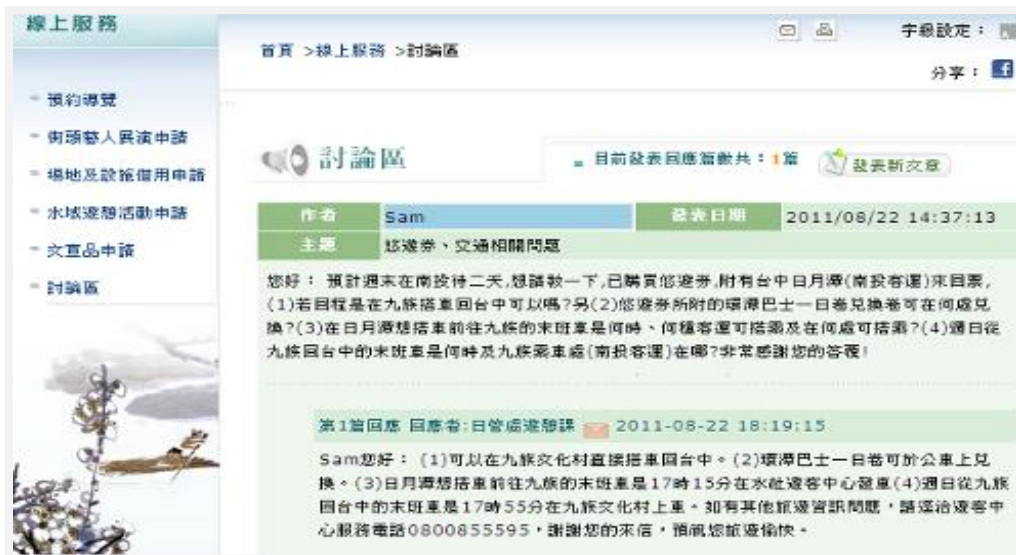 線上服務
字級設定：
首頁 >線上服務 >討論區
分享：
預約導覽
街頭藝人展演申請
場地及設施借用申請
水域遊憩活動申請
文宣品申請
討論區
討論區
目前發表回應篇數共：1篇
發表新文章
作者 Sam 發表日期 2011/08/22 14:37:13
主題 悠遊券、交通相關問題
您好： 預計週末在南投待二天,想請教一下,已購買悠遊券,附有台中日月潭(南投客運)來回票,
(1)若回程是在九族搭車回台中可以嗎?另(2)悠遊券所附的環潭巴士一日卷兌換卷可在何處兌
換?(3)在日月潭想搭車前往九族的末班車是何時、何種客運可搭乘及在何處可搭乘?(4)週日從
九族回台中的末班車是何時及九族乘車處(南投客運)在哪?非常感謝您的答覆!
第1篇回應 回應者:日管處遊憩課 2011-08-22 18:19:15
Sam您好： (1)可以在九族文化村直接搭車回台中。(2)環潭巴士一日卷可於公車上兌
換。(3)日月潭想搭車前往九族的末班車是17時15分在水社遊客中心發車(4)週日從九族
回台中的末班車是17時55分在九族文化村上車。如有其他旅遊資訊問題，請逕洽遊客中
心服務電話0800855595，謝謝您的來信，預祝您旅遊愉快。